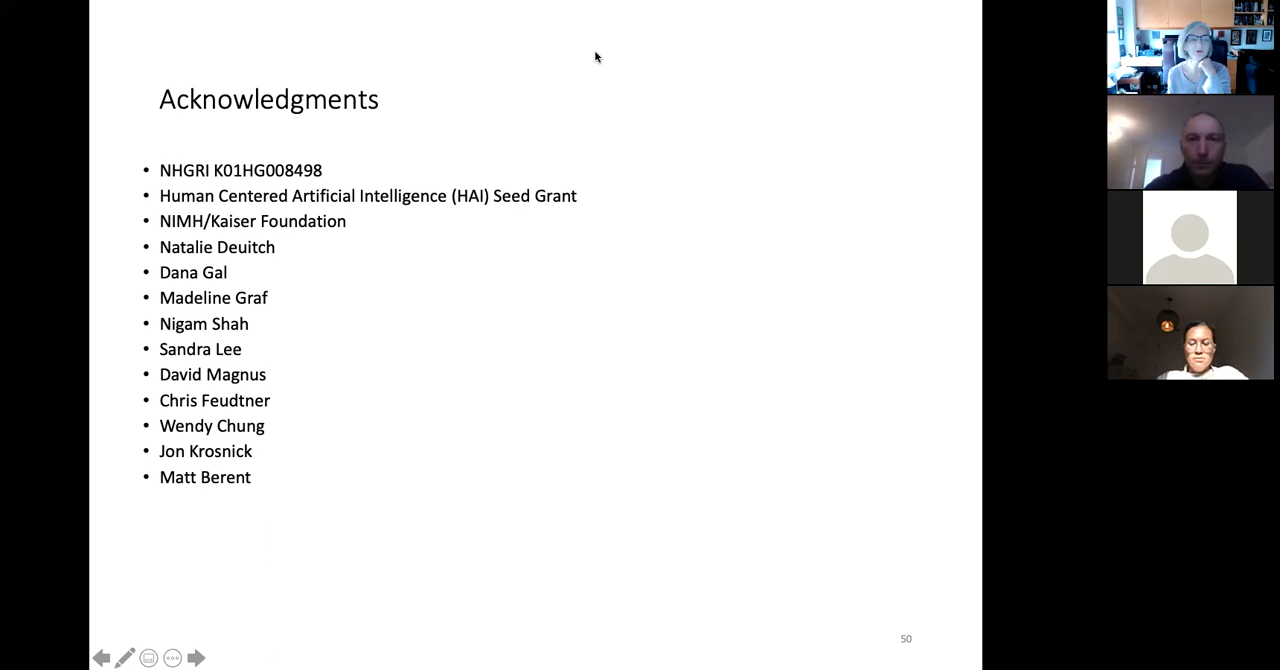 Acknowledgments
• NHGRI K01HG008498
• Human Centered Artificial Intelligence (HAI) Seed Grant
• NIMH/Kaiser Foundation
• Natalie Deuitch
• Dana Gal
• Madeline Graf
• Nigam Shah
• Sandra Lee
• David Magnus
• Chris Feudtner
• Wendy Chung
• Jon Krosnick
• Matt Berent
50